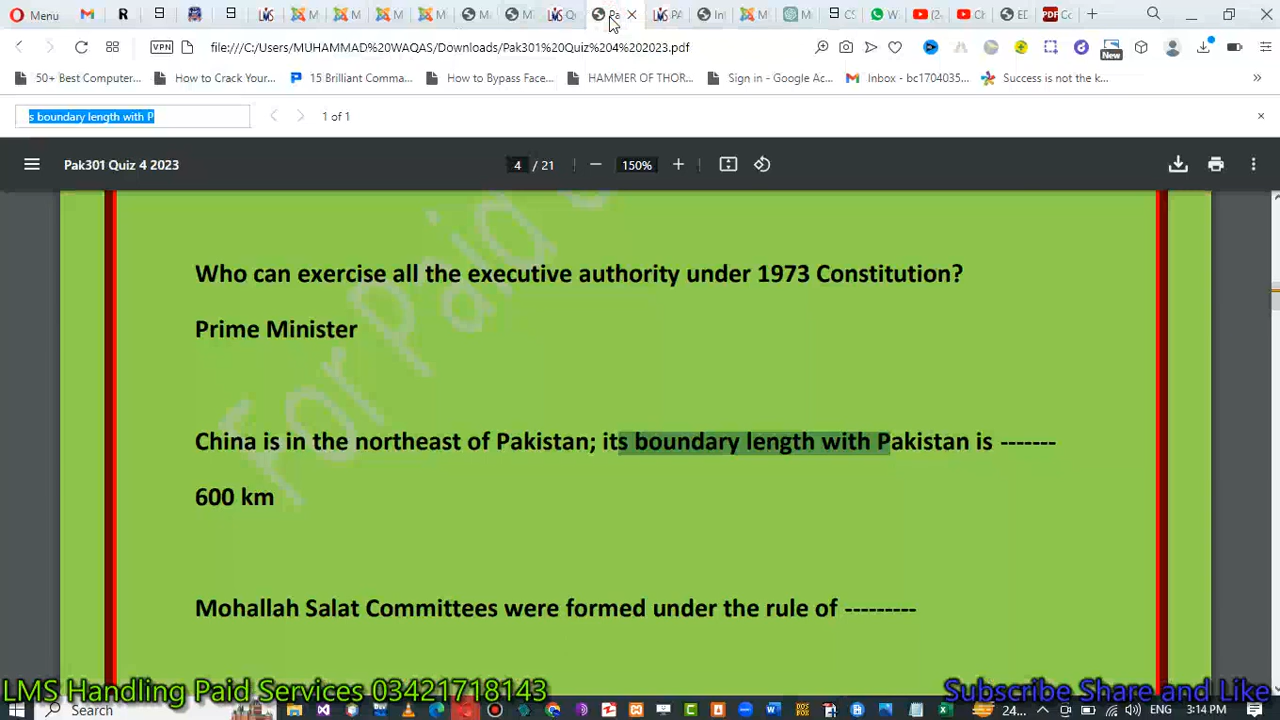 Menu
VPN
file:///C:/Users/MUHAMMAD%20WAQAS/Downloads/Pak301%20Quiz%204%202023.pdf
New
50+ Best Computer...
How to Crack Your...
15 Brilliant Comma...
How to Bypass Face...
HAMMER OF THOR...
Sign in - Google Ac...
Inbox - bc1704035...
Success is not the k...
s boundary length with P
1 of 1
Pak301 Quiz 4 2023
4 / 21
150%
For Paid
Who can exercise all the executive authority under 1973 Constitution?
Prime Minister
China is in the northeast of Pakistan; its boundary length with Pakistan is -------
600 km
Mohallah Salat Committees were formed under the rule of ---------
LMS Handling Paid Services 03421718143
Subscribe Share and Like
Search
24...
3:14 PM